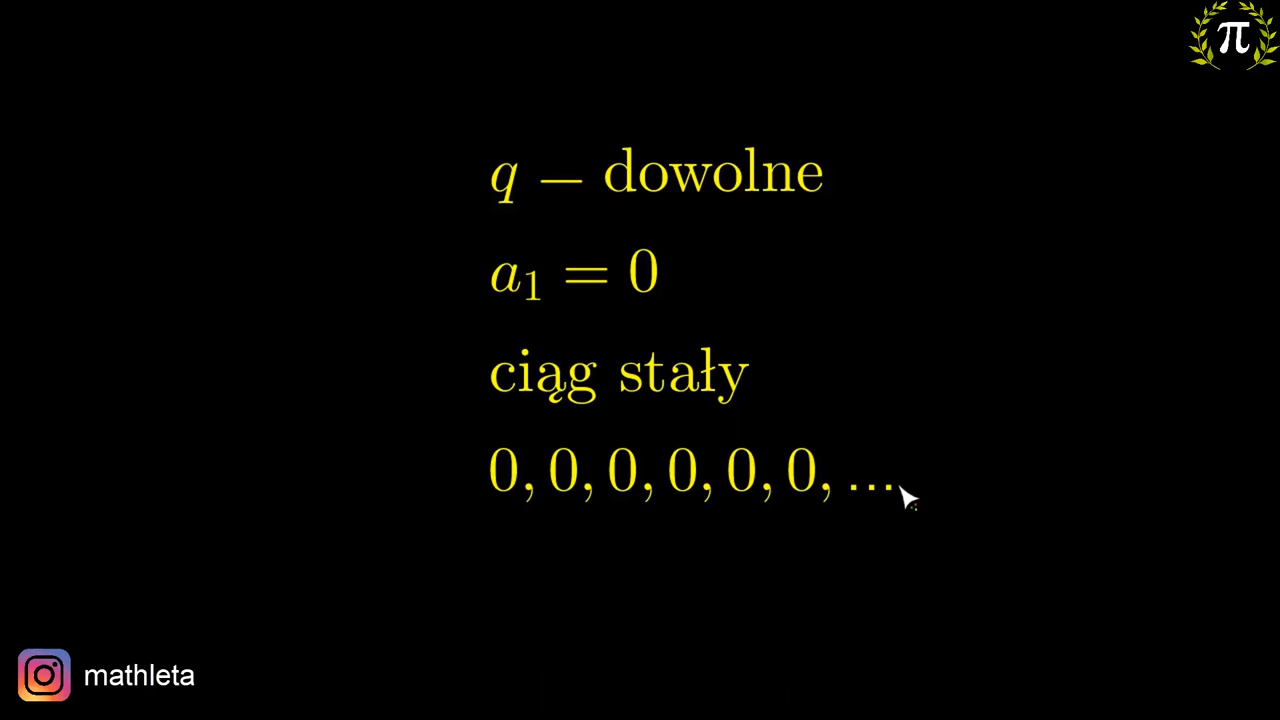 π
q – dowolne
a₁ = 0
ciąg stały
0, 0, 0, 0, 0, 0, ...
mathleta